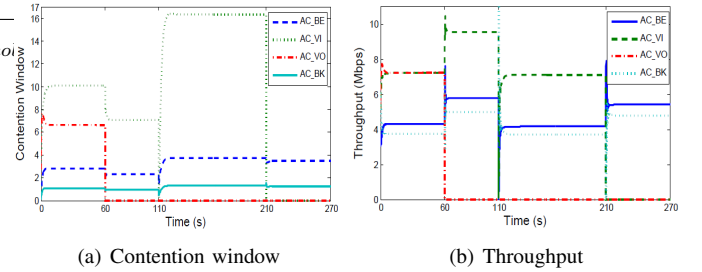 17
16
14
12
10
8
6
4
2
0
Contention Window
AC_BE
AC_VI
AC_VO
AC_BK
0 60 110 210 270
Time (s)
(a) Contention window
10
8
6
4
2
0
Throughput (Mbps)
AC_BE
AC_VI
AC_VO
AC_BK
0 60 110 210 270
Time (s)
(b) Throughput